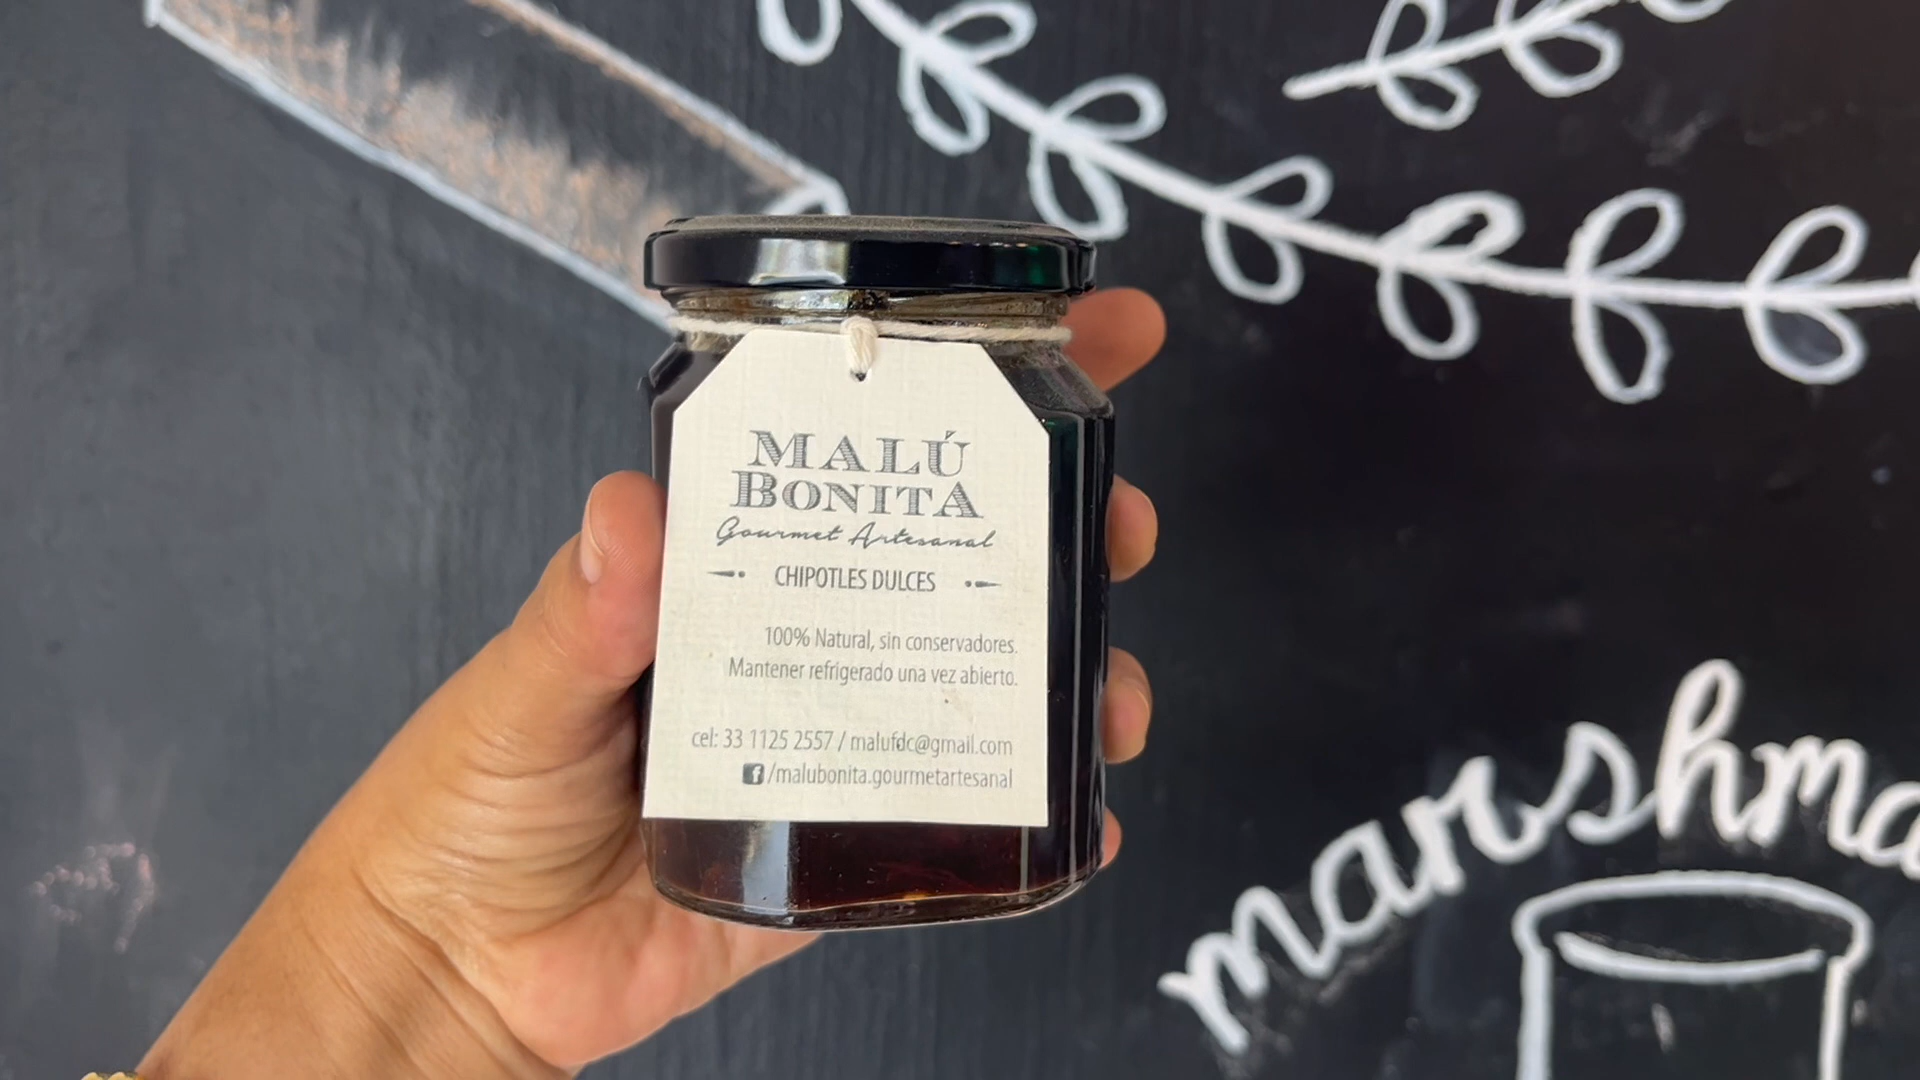 MALÚ
BONITA
Gourmet Artesanal
CHIPOTLES DULCES
100% Natural, sin conservadores.
Mantener refrigerado una vez abierto.
cel: 33 1125 2557 / malufdc@gmail.com
/malubonita.gourmetartesanal
marshma